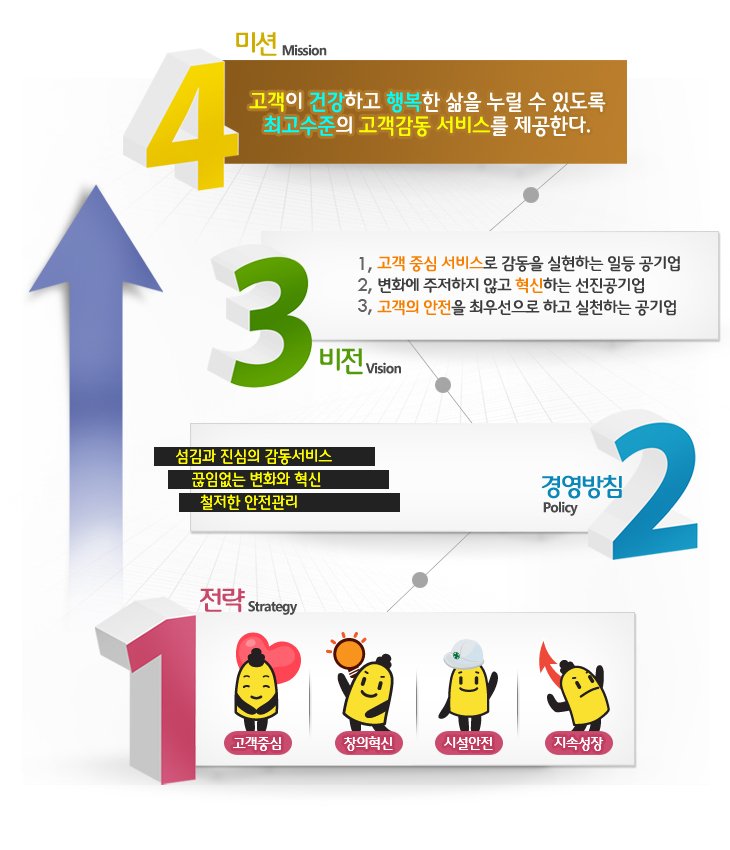 미션 Mission
4
고객이 건강하고 행복한 삶을 누릴 수 있도록
최고수준의 고객감동 서비스를 제공한다.
3
1, 고객 중심 서비스로 감동을 실현하는 일등 공기업
2, 변화에 주저하지 않고 혁신하는 선진공기업
3, 고객의 안전을 최우선으로 하고 실천하는 공기업
비전 Vision
섬김과 진심의 감동서비스
끊임없는 변화와 혁신
철저한 안전관리
경영방침
Policy
2
전략 Strategy
1
고객중심 창의혁신 시설안전 지속성장